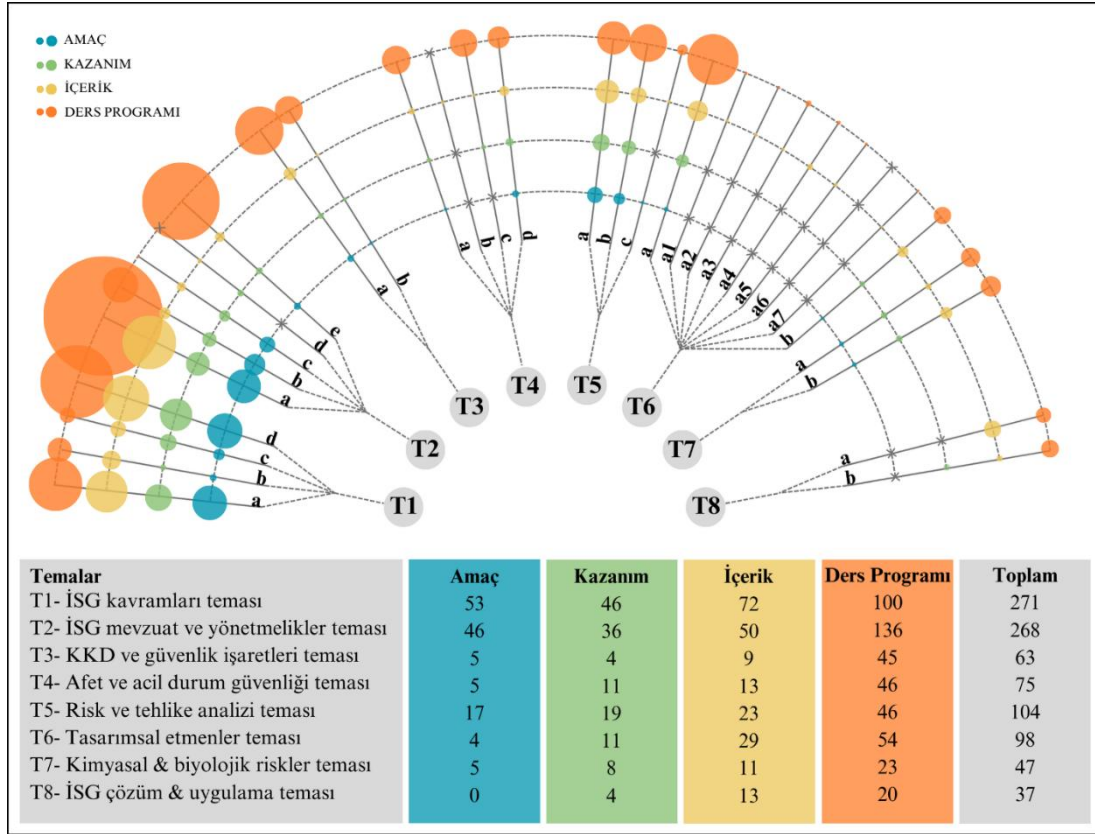 AMAÇ
KAZANIM
İÇERİK
DERS PROGRAMI
a
b
c
d
T1
a
b
c
d
e
T2
a
b
T3
a
b
c
d
T4
a
b
c
T5
a
a1
a2
a3
a4
a5
a6
a7
b
T6
a
b
T7
a
b
T8
Temalar Amaç Kazanım İçerik Ders Programı Toplam
T1- İSG kavramları teması 53 46 72 100 271
T2- İSG mevzuat ve yönetmelikler teması 46 36 50 136 268
T3- KKD ve güvenlik işaretleri teması 5 4 9 45 63
T4- Afet ve acil durum güvenliği teması 5 11 13 46 75
T5- Risk ve tehlike analizi teması 17 19 23 46 104
T6- Tasarımsal etmenler teması 4 11 29 54 98
T7- Kimyasal & biyolojik riskler teması 5 8 11 23 47
T8- İSG çözüm & uygulama teması 0 4 13 20 37